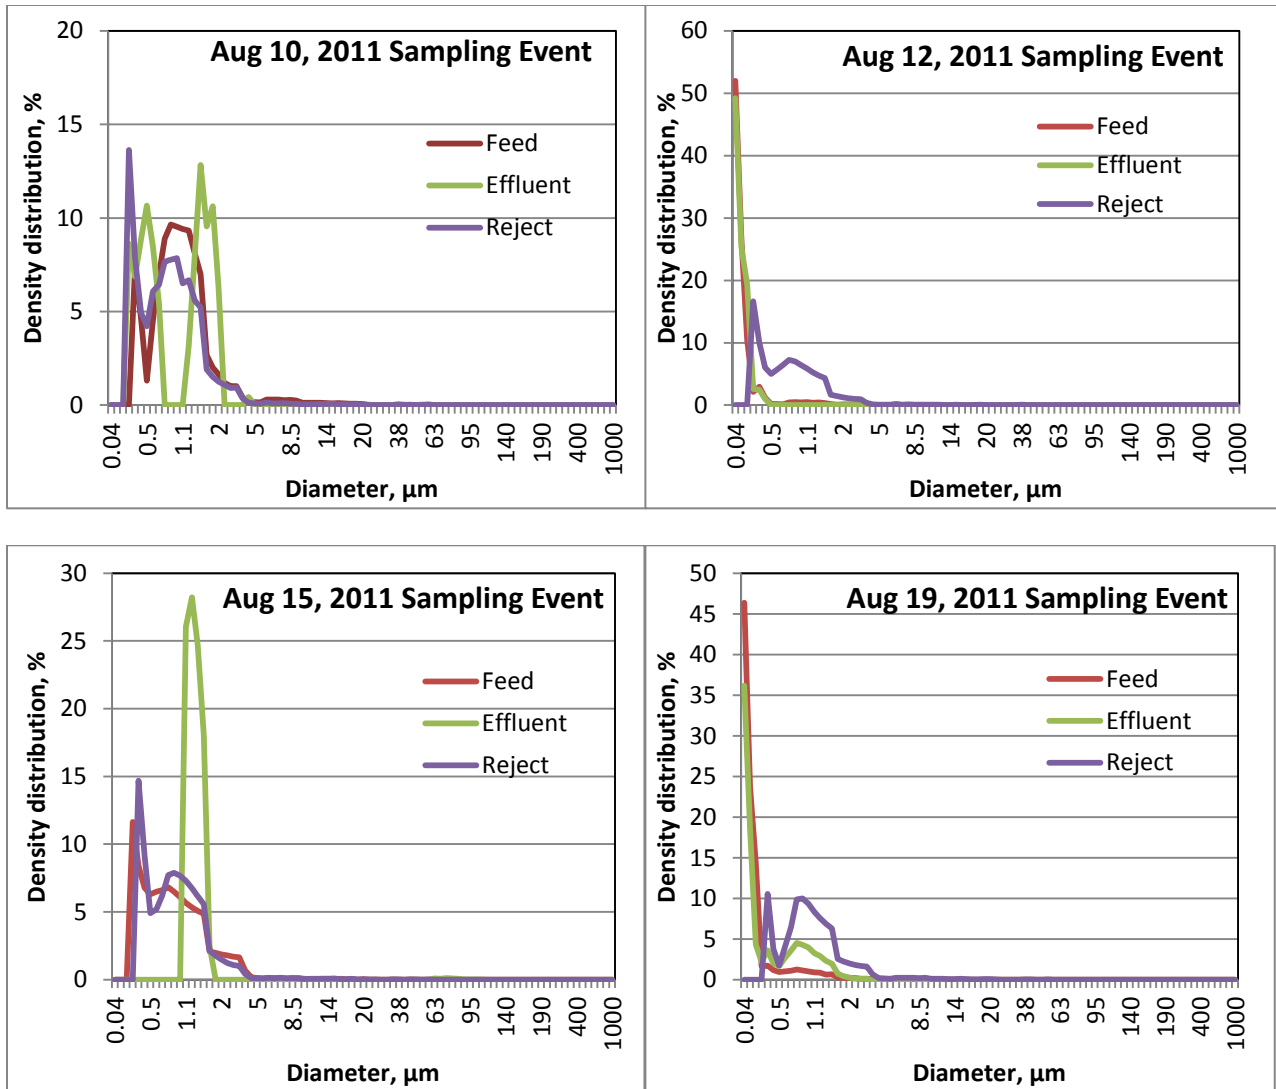 Aug 10, 2011 Sampling Event
Density distribution, %
20
15
10
5
0
Feed
Effluent
Reject
0.04 0.5 1.1 2 5 8.5 14 20 38 63 95 140 190 400 1000
Diameter, µm
Aug 12, 2011 Sampling Event
Density distribution, %
60
50
40
30
20
10
0
Feed
Effluent
Reject
0.04 0.5 1.1 2 5 8.5 14 20 38 63 95 140 190 400 1000
Diameter, µm
Aug 15, 2011 Sampling Event
Density distribution, %
30
25
20
15
10
5
0
Feed
Effluent
Reject
0.04 0.5 1.1 2 5 8.5 14 20 38 63 95 140 190 400 1000
Diameter, µm
Aug 19, 2011 Sampling Event
Density distribution, %
50
45
40
35
30
25
20
15
10
5
0
Feed
Effluent
Reject
0.04 0.5 1.1 2 5 8.5 14 20 38 63 95 140 190 400 1000
Diameter, µm